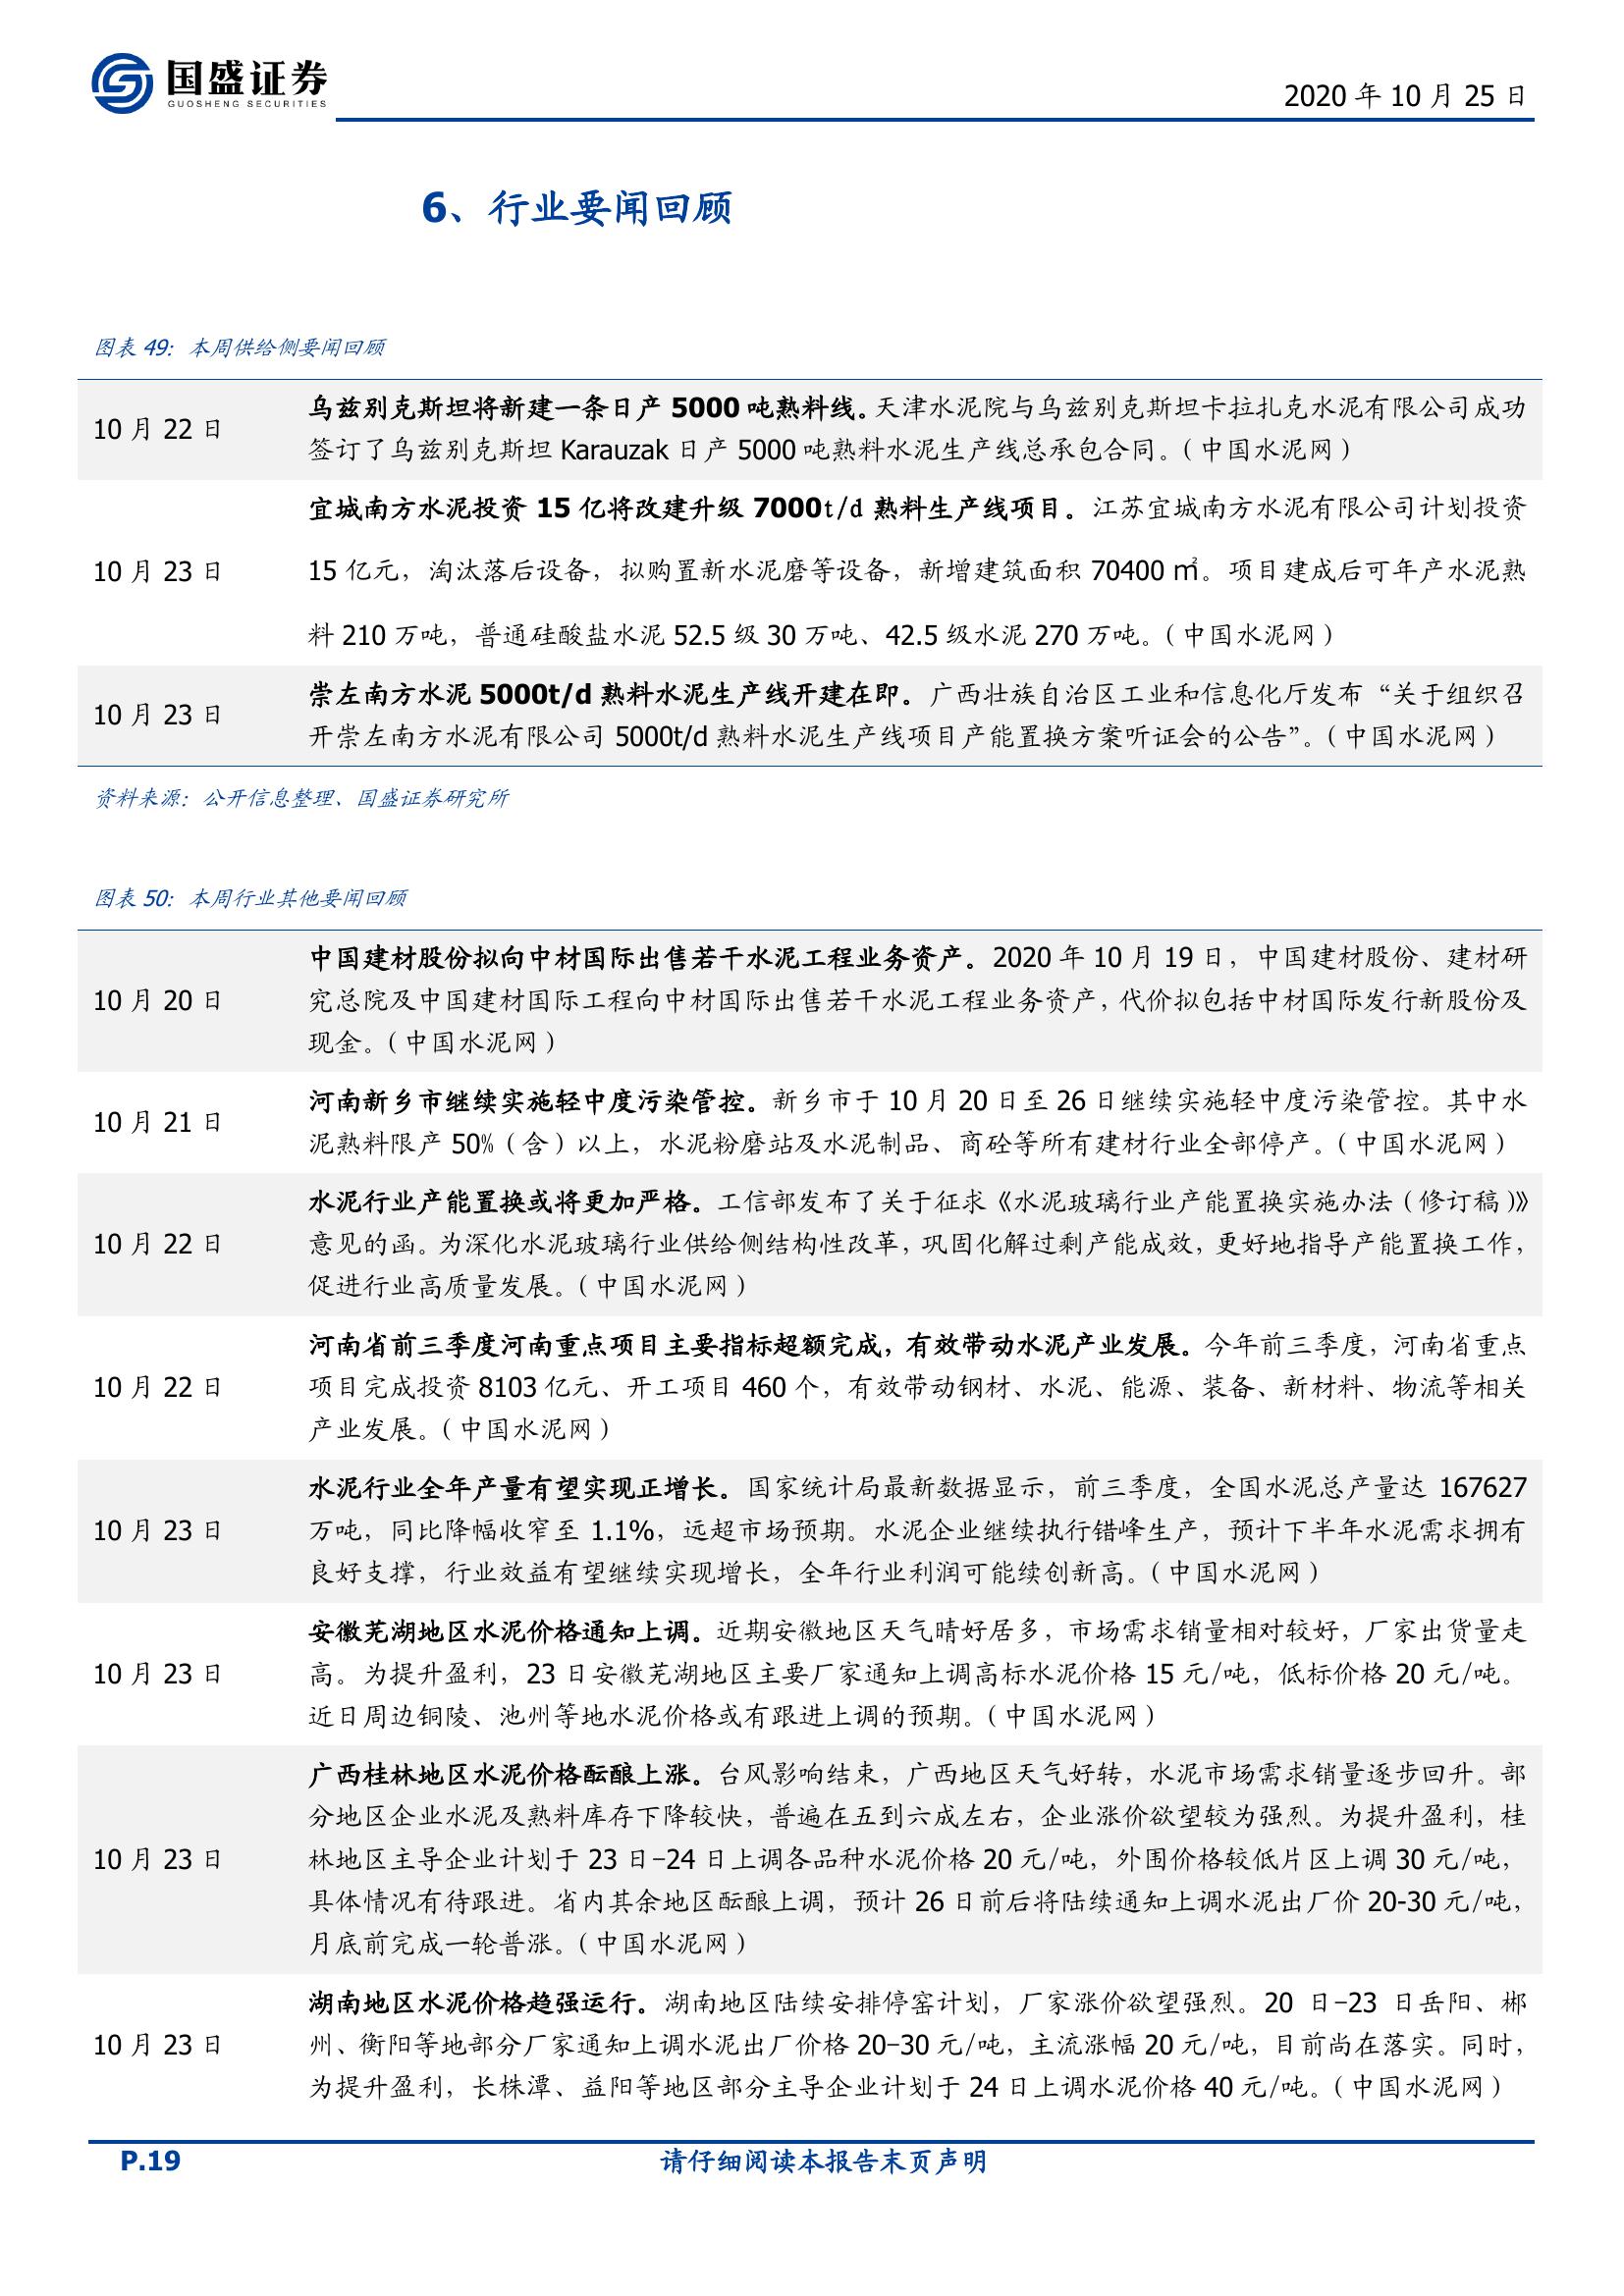 国盛证券
GUOSHENG SECURITIES
2020 年 10 月 25 日
6、行业要闻回顾
图表 49：本周供给侧要闻回顾
10 月 22 日
乌兹别克斯坦将新建一条日产 5000 吨熟料线。天津水泥院与乌兹别克斯坦卡拉扎克水泥有限公司成功
签订了乌兹别克斯坦 Karauzak 日产 5000 吨熟料水泥生产线总承包合同。（中国水泥网）
10 月 23 日
宜城南方水泥投资 15 亿将改建升级 7000t/d 熟料生产线项目。江苏宜城南方水泥有限公司计划投资
15 亿元，淘汰落后设备，拟购置新水泥磨等设备，新增建筑面积 70400 ㎡。项目建成后可年产水泥熟
料 210 万吨，普通硅酸盐水泥 52.5 级 30 万吨、42.5 级水泥 270 万吨。（中国水泥网）
10 月 23 日
崇左南方水泥 5000t/d 熟料水泥生产线开建在即。广西壮族自治区工业和信息化厅发布“关于组织召
开崇左南方水泥有限公司 5000t/d 熟料水泥生产线项目产能置换方案听证会的公告”。（中国水泥网）
资料来源：公开信息整理、国盛证券研究所
图表 50：本周行业其他要闻回顾
10 月 20 日
中国建材股份拟向中材国际出售若干水泥工程业务资产。2020 年 10 月 19 日，中国建材股份、建材研
究总院及中国建材国际工程向中材国际出售若干水泥工程业务资产，代价拟包括中材国际发行新股份及
现金。（中国水泥网）
10 月 21 日
河南新乡市继续实施轻中度污染管控。新乡市于 10 月 20 日至 26 日继续实施轻中度污染管控。其中水
泥熟料限产 50%（含）以上，水泥粉磨站及水泥制品、商砼等所有建材行业全部停产。（中国水泥网）
10 月 22 日
水泥行业产能置换或将更加严格。工信部发布了关于征求《水泥玻璃行业产能置换实施办法（修订稿）》
意见的函。为深化水泥玻璃行业供给侧结构性改革，巩固化解过剩产能成效，更好地指导产能置换工作，
促进行业高质量发展。（中国水泥网）
10 月 22 日
河南省前三季度河南重点项目主要指标超额完成，有效带动水泥产业发展。今年前三季度，河南省重点
项目完成投资 8103 亿元、开工项目 460 个，有效带动钢材、水泥、能源、装备、新材料、物流等相关
产业发展。（中国水泥网）
10 月 23 日
水泥行业全年产量有望实现正增长。国家统计局最新数据显示，前三季度，全国水泥总产量达 167627
万吨，同比降幅收窄至 1.1%，远超市场预期。水泥企业继续执行错峰生产，预计下半年水泥需求拥有
良好支撑，行业效益有望继续实现增长，全年行业利润可能续创新高。（中国水泥网）
10 月 23 日
安徽芜湖地区水泥价格通知上调。近期安徽地区天气晴好居多，市场需求销量相对较好，厂家出货量走
高。为提升盈利，23 日安徽芜湖地区主要厂家通知上调高标水泥价格 15 元/吨，低标价格 20 元/吨。
近日周边铜陵、池州等地水泥价格或有跟进上调的预期。（中国水泥网）
10 月 23 日
广西桂林地区水泥价格酝酿上涨。台风影响结束，广西地区天气好转，水泥市场需求销量逐步回升。部
分地区企业水泥及熟料库存下降较快，普遍在五到六成左右，企业涨价欲望较为强烈。为提升盈利，桂
林地区主导企业计划于 23 日-24 日上调各品种水泥价格 20 元/吨，外围价格较低片区上调 30 元/吨，
具体情况有待跟进。省内其余地区酝酿上调，预计 26 日前后将陆续通知上调水泥出厂价 20-30 元/吨，
月底前完成一轮普涨。（中国水泥网）
10 月 23 日
湖南地区水泥价格趋强运行。湖南地区陆续安排停窑计划，厂家涨价欲望强烈。20 日-23 日岳阳、郴
州、衡阳等地部分厂家通知上调水泥出厂价格 20-30 元/吨，主流涨幅 20 元/吨，目前尚在落实。同时，
为提升盈利，长株潭、益阳等地区部分主导企业计划于 24 日上调水泥价格 40 元/吨。（中国水泥网）
P.19
请仔细阅读本报告末页声明